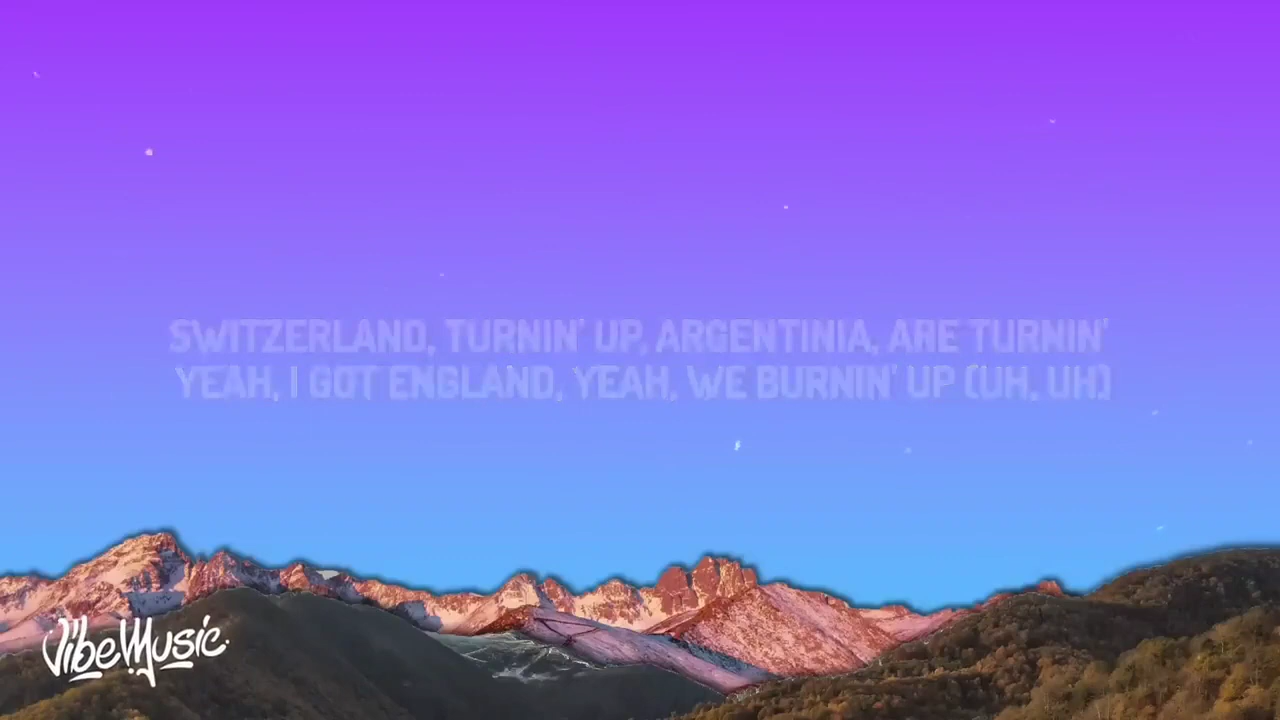 SWITZERLAND, TURNIN' UP, ARGENTINIA, ARE TURNIN'
YEAH, I GOT ENGLAND, YEAH, WE BURNIN' UP (UH, UH)
VibeMusic.